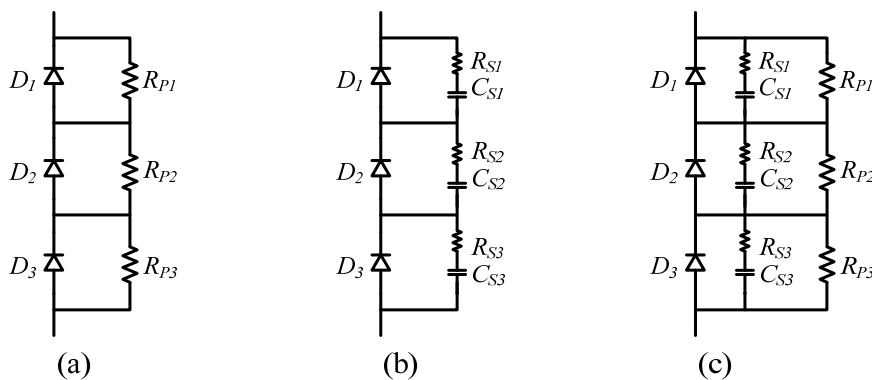 D1
RP1
D2
RP2
D3
RP3
(a)
D1
RS1
CS1
D2
RS2
CS2
D3
RS3
CS3
(b)
D1
RS1
CS1
RP1
D2
RS2
CS2
RP2
D3
RS3
CS3
RP3
(c)